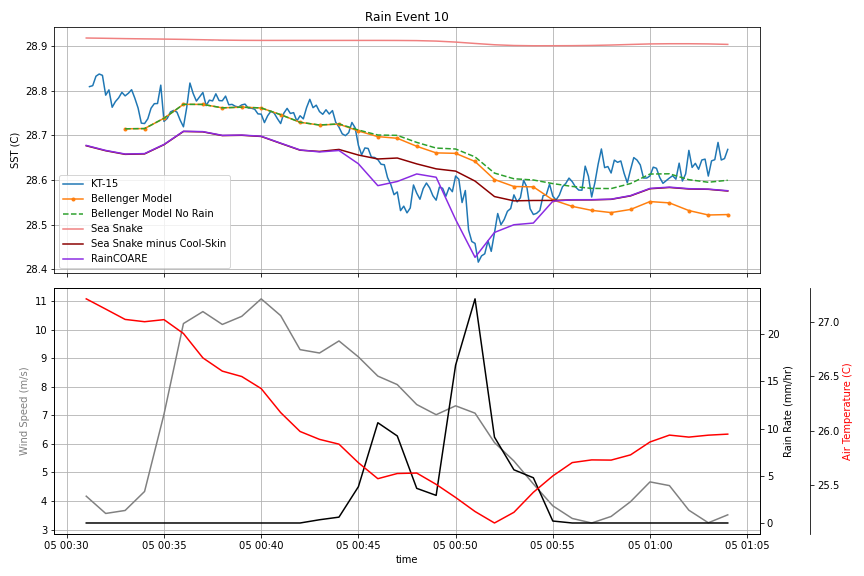 Rain Event 10
28.9
28.8
28.7
28.6
28.5
28.4
SST (C)
KT-15
Bellenger Model
Bellenger Model No Rain
Sea Snake
Sea Snake minus Cool-Skin
RainCOARE
11
10
9
8
7
6
5
4
3
Wind Speed (m/s)
20
15
10
5
0
Rain Rate (mm/hr)
27.0
26.5
26.0
25.5
Air Temperature (C)
05 00:30 05 00:35 05 00:40 05 00:45 05 00:50 05 00:55 05 01:00 05 01:05
time